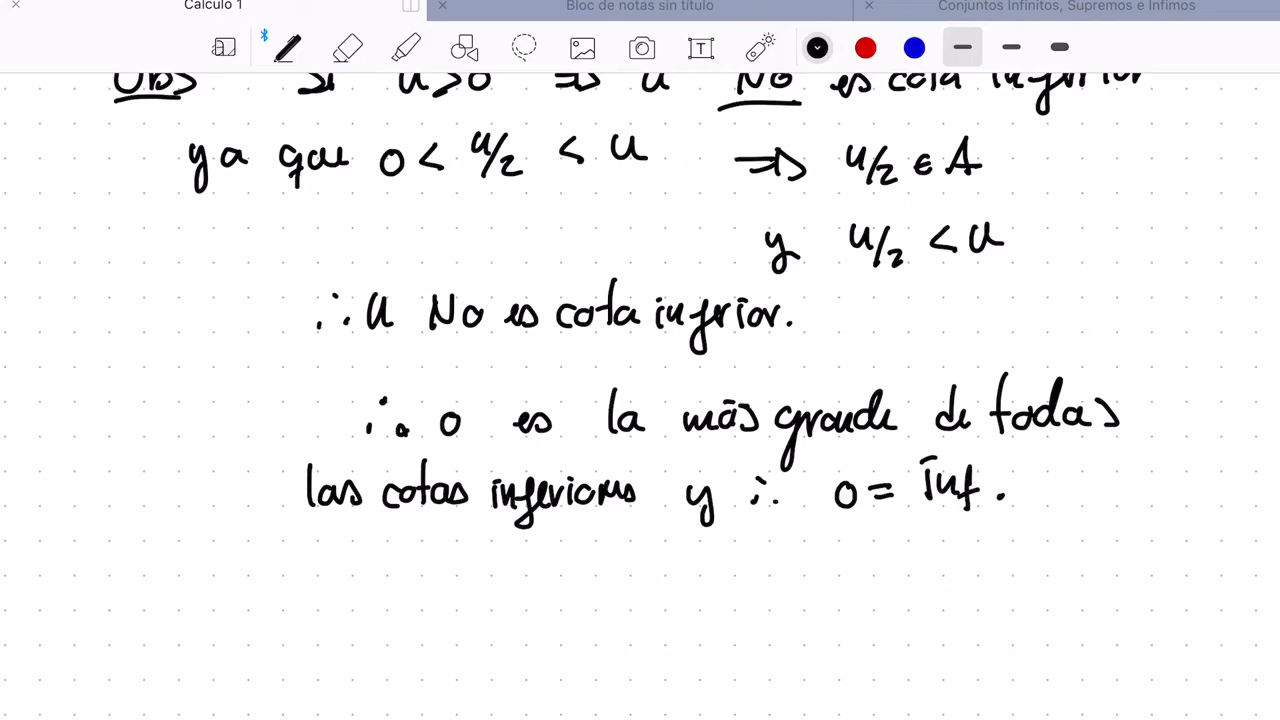 Calculo 1
Bloc de notas sin título
Conjuntos Infinitos, Supremos e Infimos
Obs Si u>0 => u No es cota inferior
ya que 0 < u/2 < u => u/2 ∈ A
y u/2 < u
∴ u No es cota inferior.
∴ 0 es la más grande de todas
las cotas inferiores y ∴ 0 = ínf.